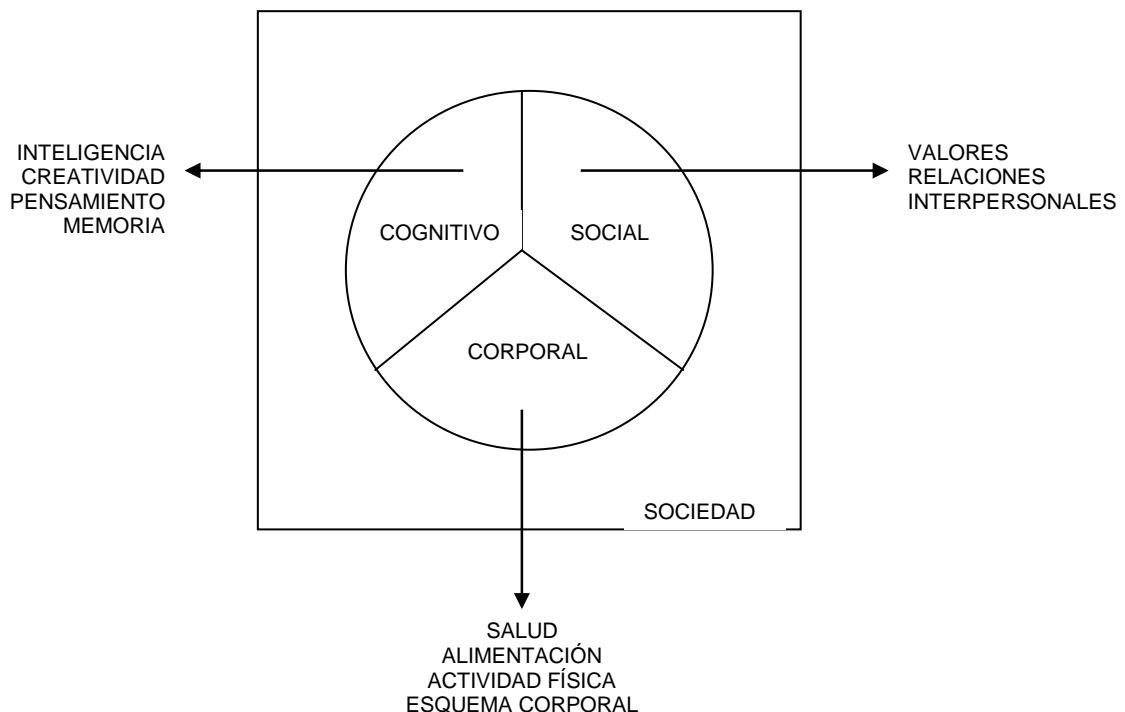 INTELIGENCIA
CREATIVIDAD
PENSAMIENTO
MEMORIA
VALORES
RELACIONES
INTERPERSONALES
COGNITIVO
SOCIAL
CORPORAL
SOCIEDAD
SALUD
ALIMENTACIÓN
ACTIVIDAD FÍSICA
ESQUEMA CORPORAL